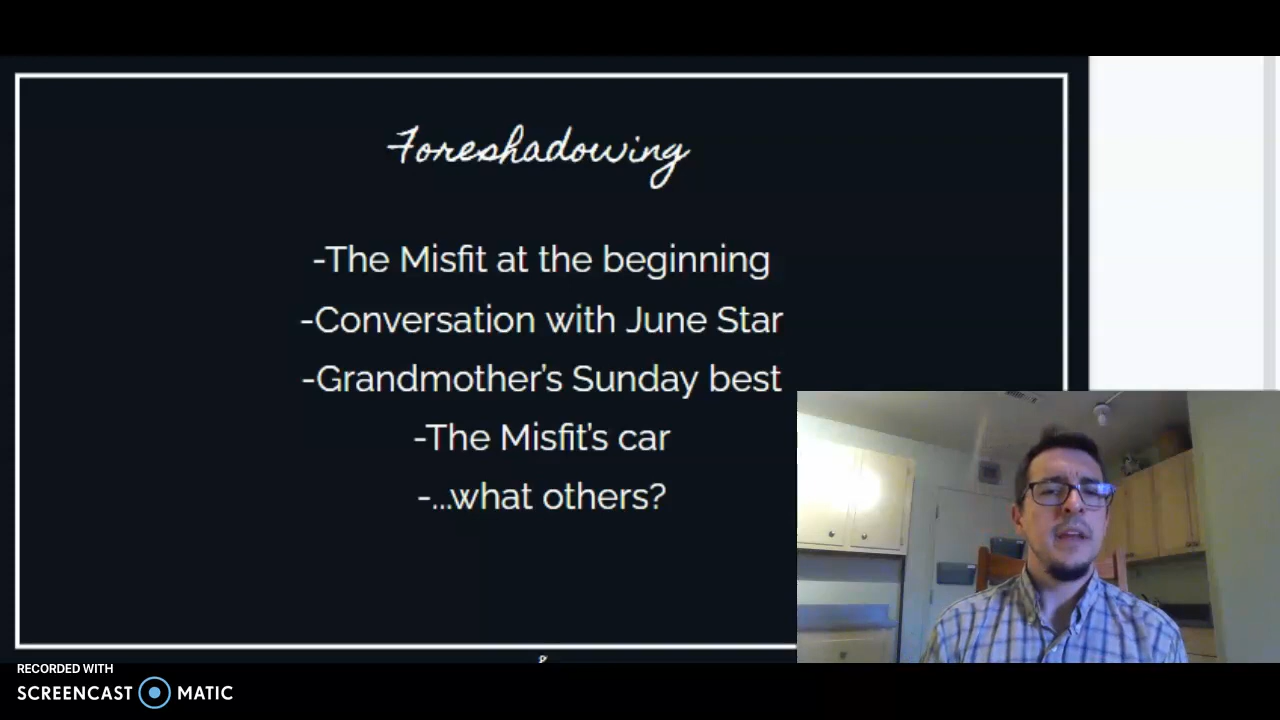 Foreshadowing
-The Misfit at the beginning
-Conversation with June Star
-Grandmother's Sunday best
-The Misfit's car
-...what others?
RECORDED WITH
SCREENCAST MATIC